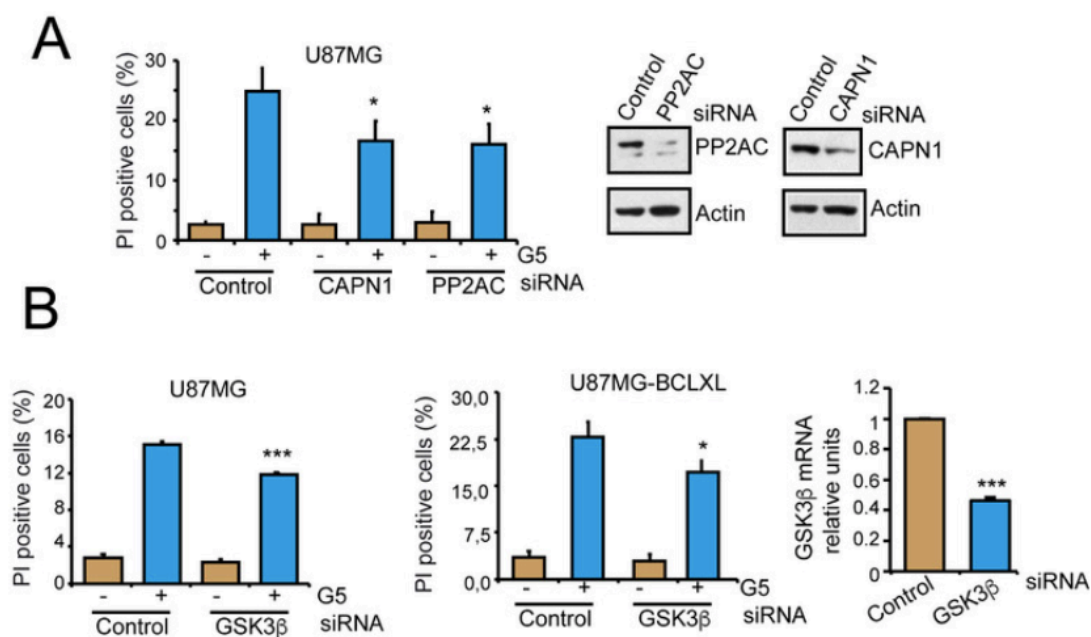 A
U87MG
PI positive cells (%)
30
20
10
0
- + - + - + G5
Control CAPN1 PP2AC siRNA
Control PP2AC siRNA
PP2AC
Actin
Control CAPN1 siRNA
CAPN1
Actin
* *
B
U87MG
PI positive cells (%)
20
16
12
8
4
0
***
- + - + G5
Control GSK3β siRNA
U87MG-BCLXL
PI positive cells (%)
30,0
22,5
15,0
7,5
0,0
*
- + - + G5
Control GSK3β siRNA
GSK3β mRNA
relative units
1.2
1
0.8
0.6
0.4
0.2
0
***
Control GSK3β siRNA